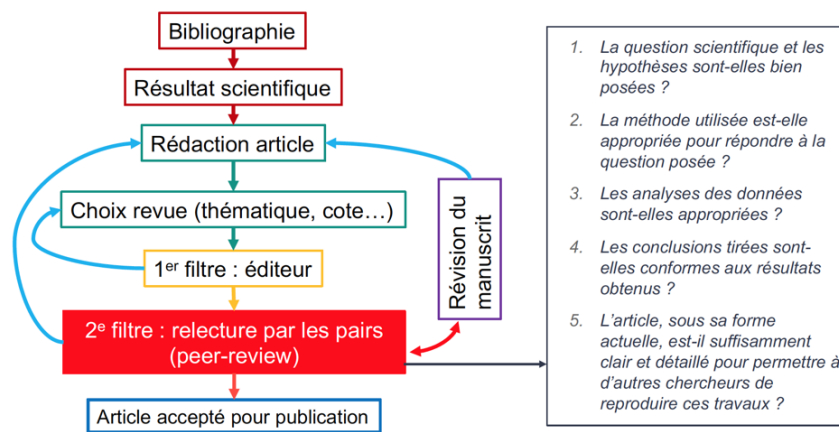 Bibliographie
Résultat scientifique
Rédaction article
Choix revue (thématique, cote…)
1er filtre : éditeur
2e filtre : relecture par les pairs
(peer-review)
Article accepté pour publication
Révision du
manuscrit
1. La question scientifique et les
hypothèses sont-elles bien
posées ?
2. La méthode utilisée est-elle
appropriée pour répondre à la
question posée ?
3. Les analyses des données
sont-elles appropriées ?
4. Les conclusions tirées sont-
elles conformes aux résultats
obtenus ?
5. L’article, sous sa forme
actuelle, est-il suffisamment
clair et détaillé pour permettre à
d’autres chercheurs de
reproduire ces travaux ?